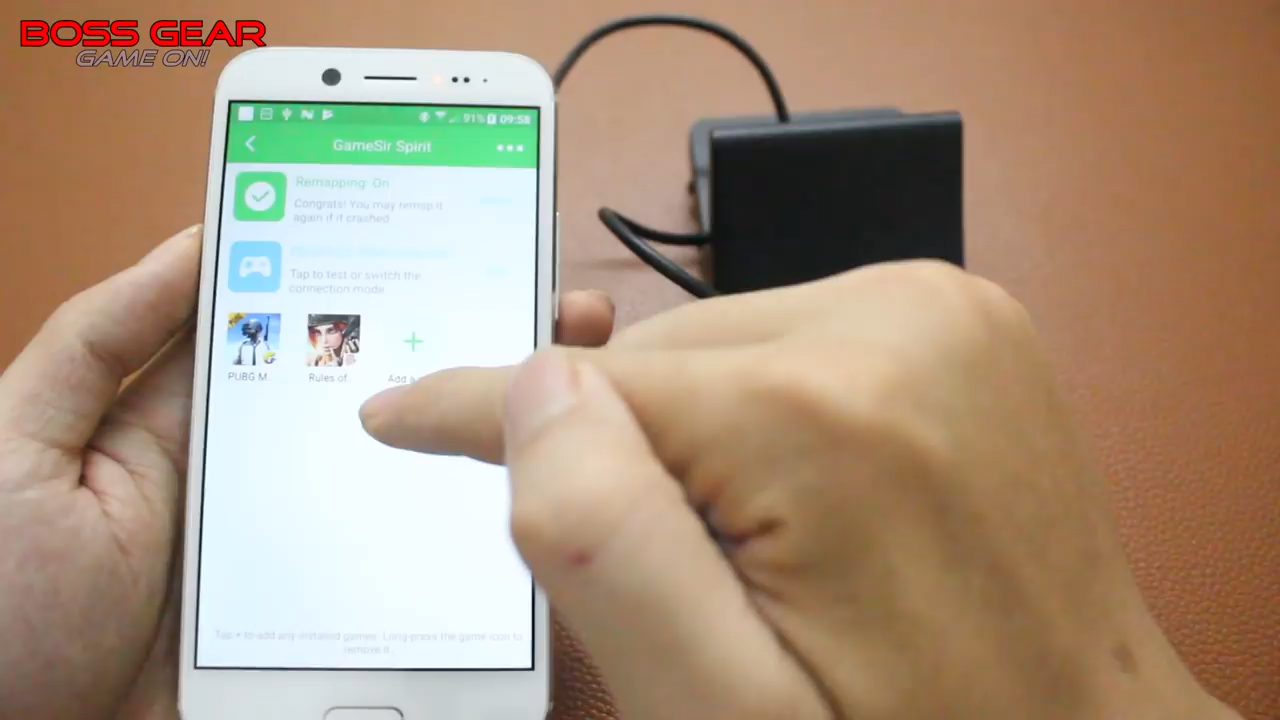 BOSS GEAR
GAME ON!
91% 09:58
GameSir Spirit
Remapping: On
Congrats! You may remap it
again if it crashed
Tap to test or switch the
connection mode
PUBG M...
Rules of...
Add a
Tap + to add any installed games. Long press the game icon to
remove it.